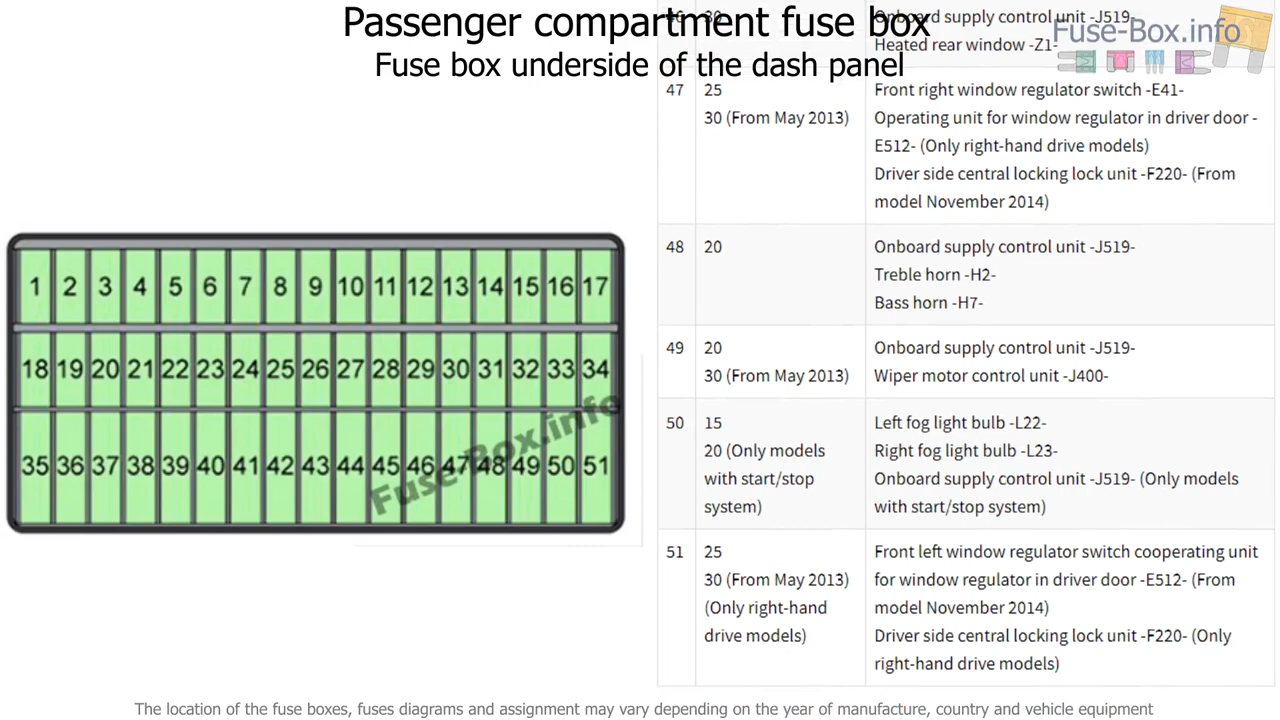 Passenger compartment fuse box
Fuse box underside of the dash panel
Fuse-Box.info
46 30 Onboard supply control unit -J519-
Heated rear window -Z1-
47 25 Front right window regulator switch -E41-
30 (From May 2013) Operating unit for window regulator in driver door -
E512- (Only right-hand drive models)
Driver side central locking lock unit -F220- (From
model November 2014)
48 20 Onboard supply control unit -J519-
Treble horn -H2-
Bass horn -H7-
49 20 Onboard supply control unit -J519-
30 (From May 2013) Wiper motor control unit -J400-
50 15 Left fog light bulb -L22-
20 (Only models Right fog light bulb -L23-
with start/stop Onboard supply control unit -J519- (Only models
system) with start/stop system)
51 25 Front left window regulator switch cooperating unit
30 (From May 2013) for window regulator in driver door -E512- (From
(Only right-hand model November 2014)
drive models) Driver side central locking lock unit -F220- (Only
right-hand drive models)
1 2 3 4 5 6 7 8 9 10 11 12 13 14 15 16 17
18 19 20 21 22 23 24 25 26 27 28 29 30 31 32 33 34
35 36 37 38 39 40 41 42 43 44 45 46 47 48 49 50 51
Fuse-Box.info
The location of the fuse boxes, fuses diagrams and assignment may vary depending on the year of manufacture, country and vehicle equipment